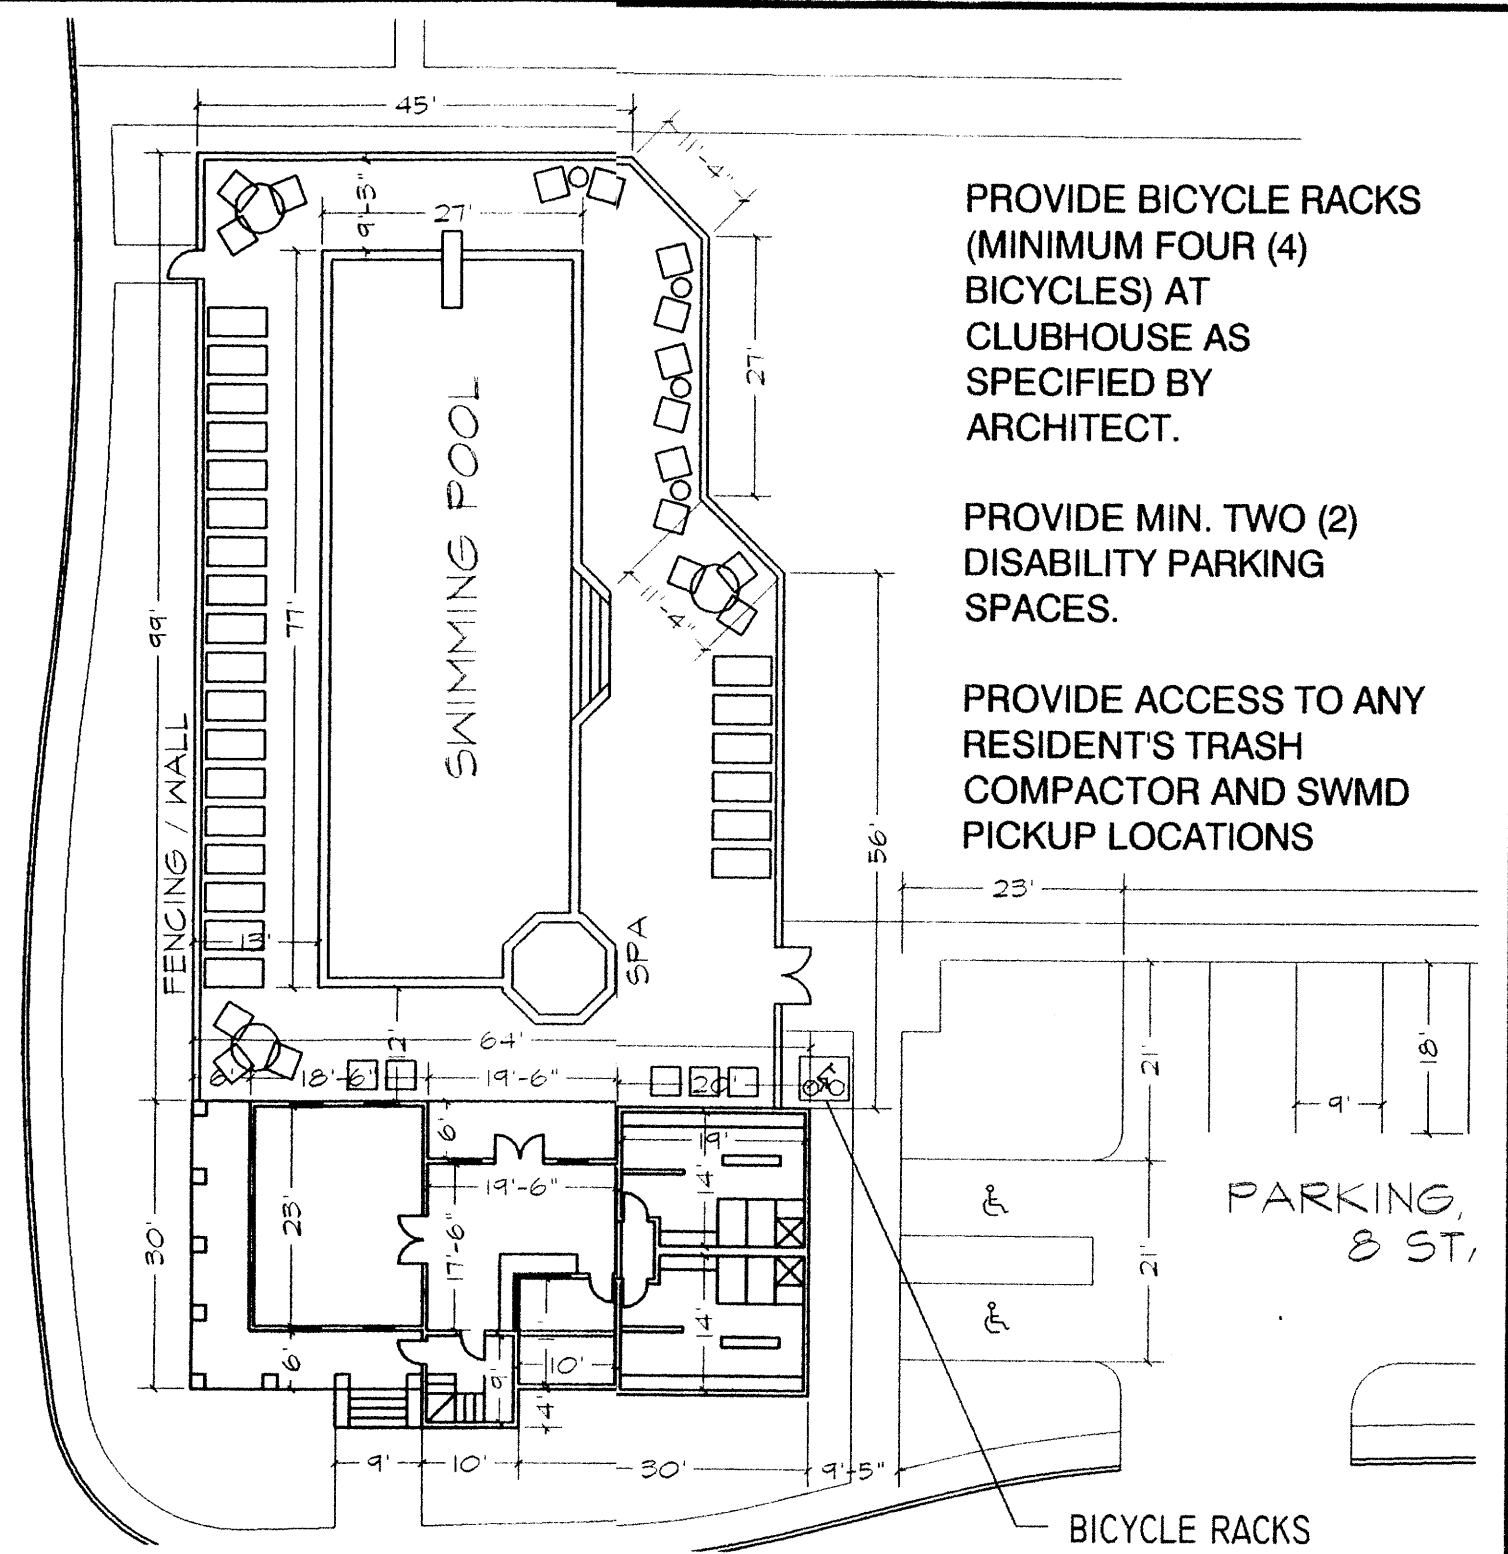 45'
11'-4"
9'-3"
27'
PROVIDE BICYCLE RACKS
(MINIMUM FOUR (4)
BICYCLES) AT
CLUBHOUSE AS
SPECIFIED BY
ARCHITECT.
27'
SWIMMING POOL
PROVIDE MIN. TWO (2)
DISABILITY PARKING
SPACES.
11'-4"
99'
77'
PROVIDE ACCESS TO ANY
RESIDENT'S TRASH
COMPACTOR AND SWMD
PICKUP LOCATIONS
56'
FENCING / WALL
23'
13'
SPA
64'
21'
18'
6'
18'-6"
19'-6"
20'
9'
6'
19'
14'
19'-6"
23'
17'-6"
30'
PARKING,
8 ST,
21'
14'
6'
9'
10'
4'
9'
10'
30'
9'-5"
BICYCLE RACKS